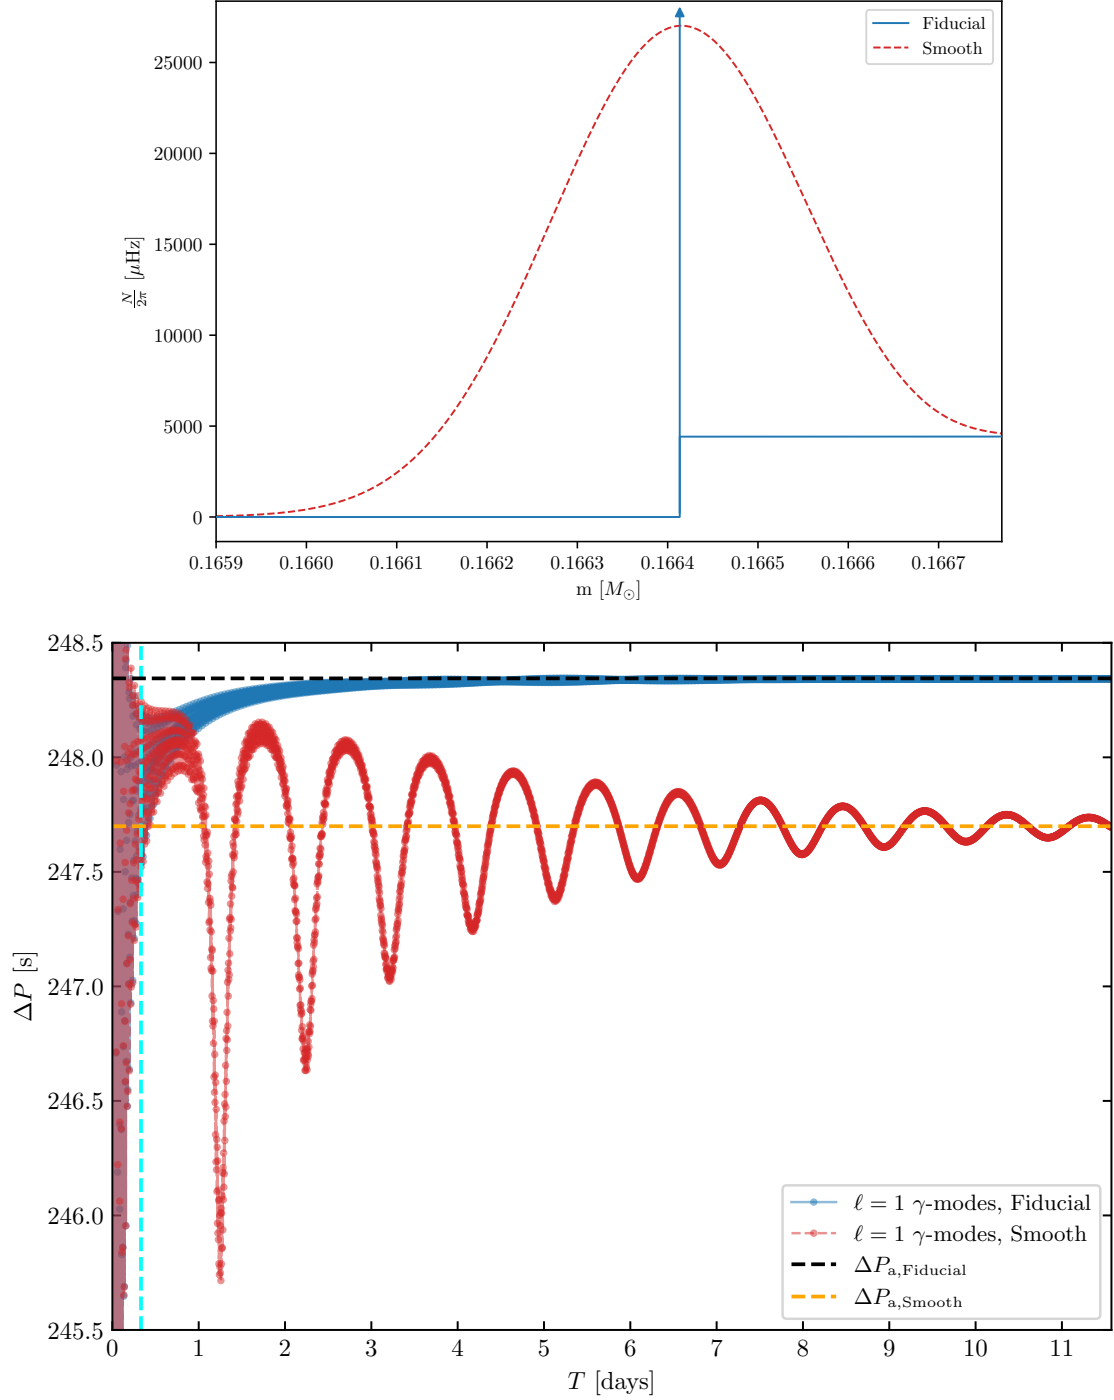 Fiducial
Smooth
25000
20000
15000
10000
5000
0
N/2π [μHz]
0.1659 0.1660 0.1661 0.1662 0.1663 0.1664 0.1665 0.1666 0.1667
m [M⊙]
248.5
248.0
247.5
247.0
246.5
246.0
245.5
ΔP [s]
ℓ = 1 γ-modes, Fiducial
ℓ = 1 γ-modes, Smooth
ΔPa,Fiducial
ΔPa,Smooth
0 1 2 3 4 5 6 7 8 9 10 11
T [days]